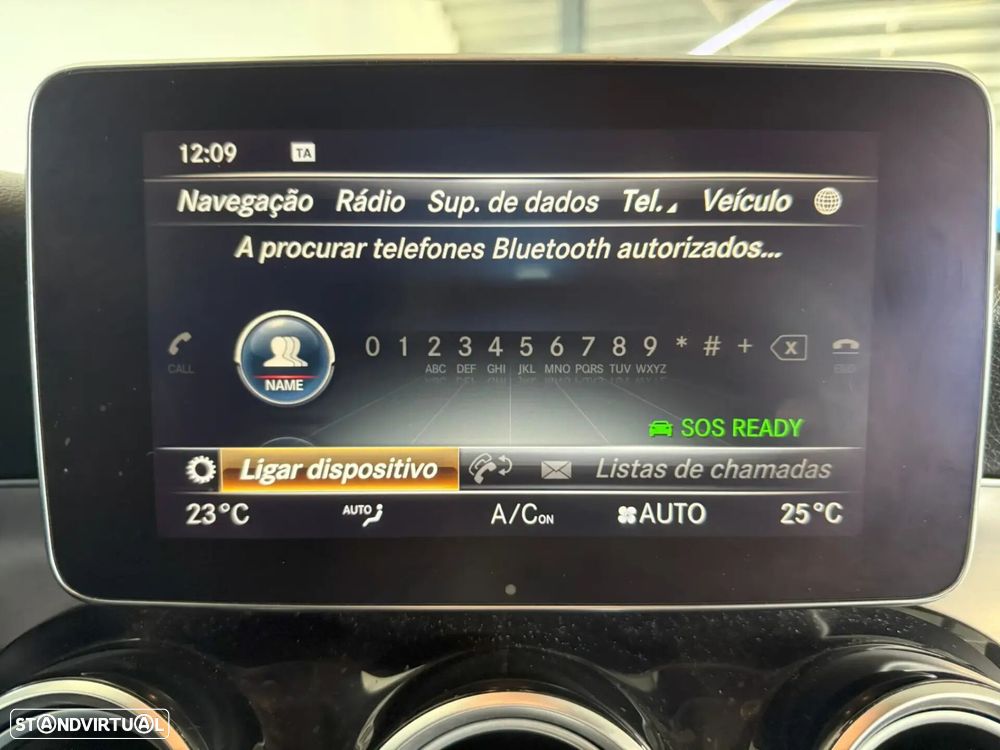 12:09 TA
Navegação Rádio Sup. de dados Tel. Veículo
A procurar telefones Bluetooth autorizados...
0 1 2 3 4 5 6 7 8 9 * # + x
CALL ABC DEF GHI JKL MNO PQRS TUV WXYZ END
NAME
SOS READY
Ligar dispositivo Listas de chamadas
23°C AUTO A/C ON AUTO 25°C
STANDVIRTUAL